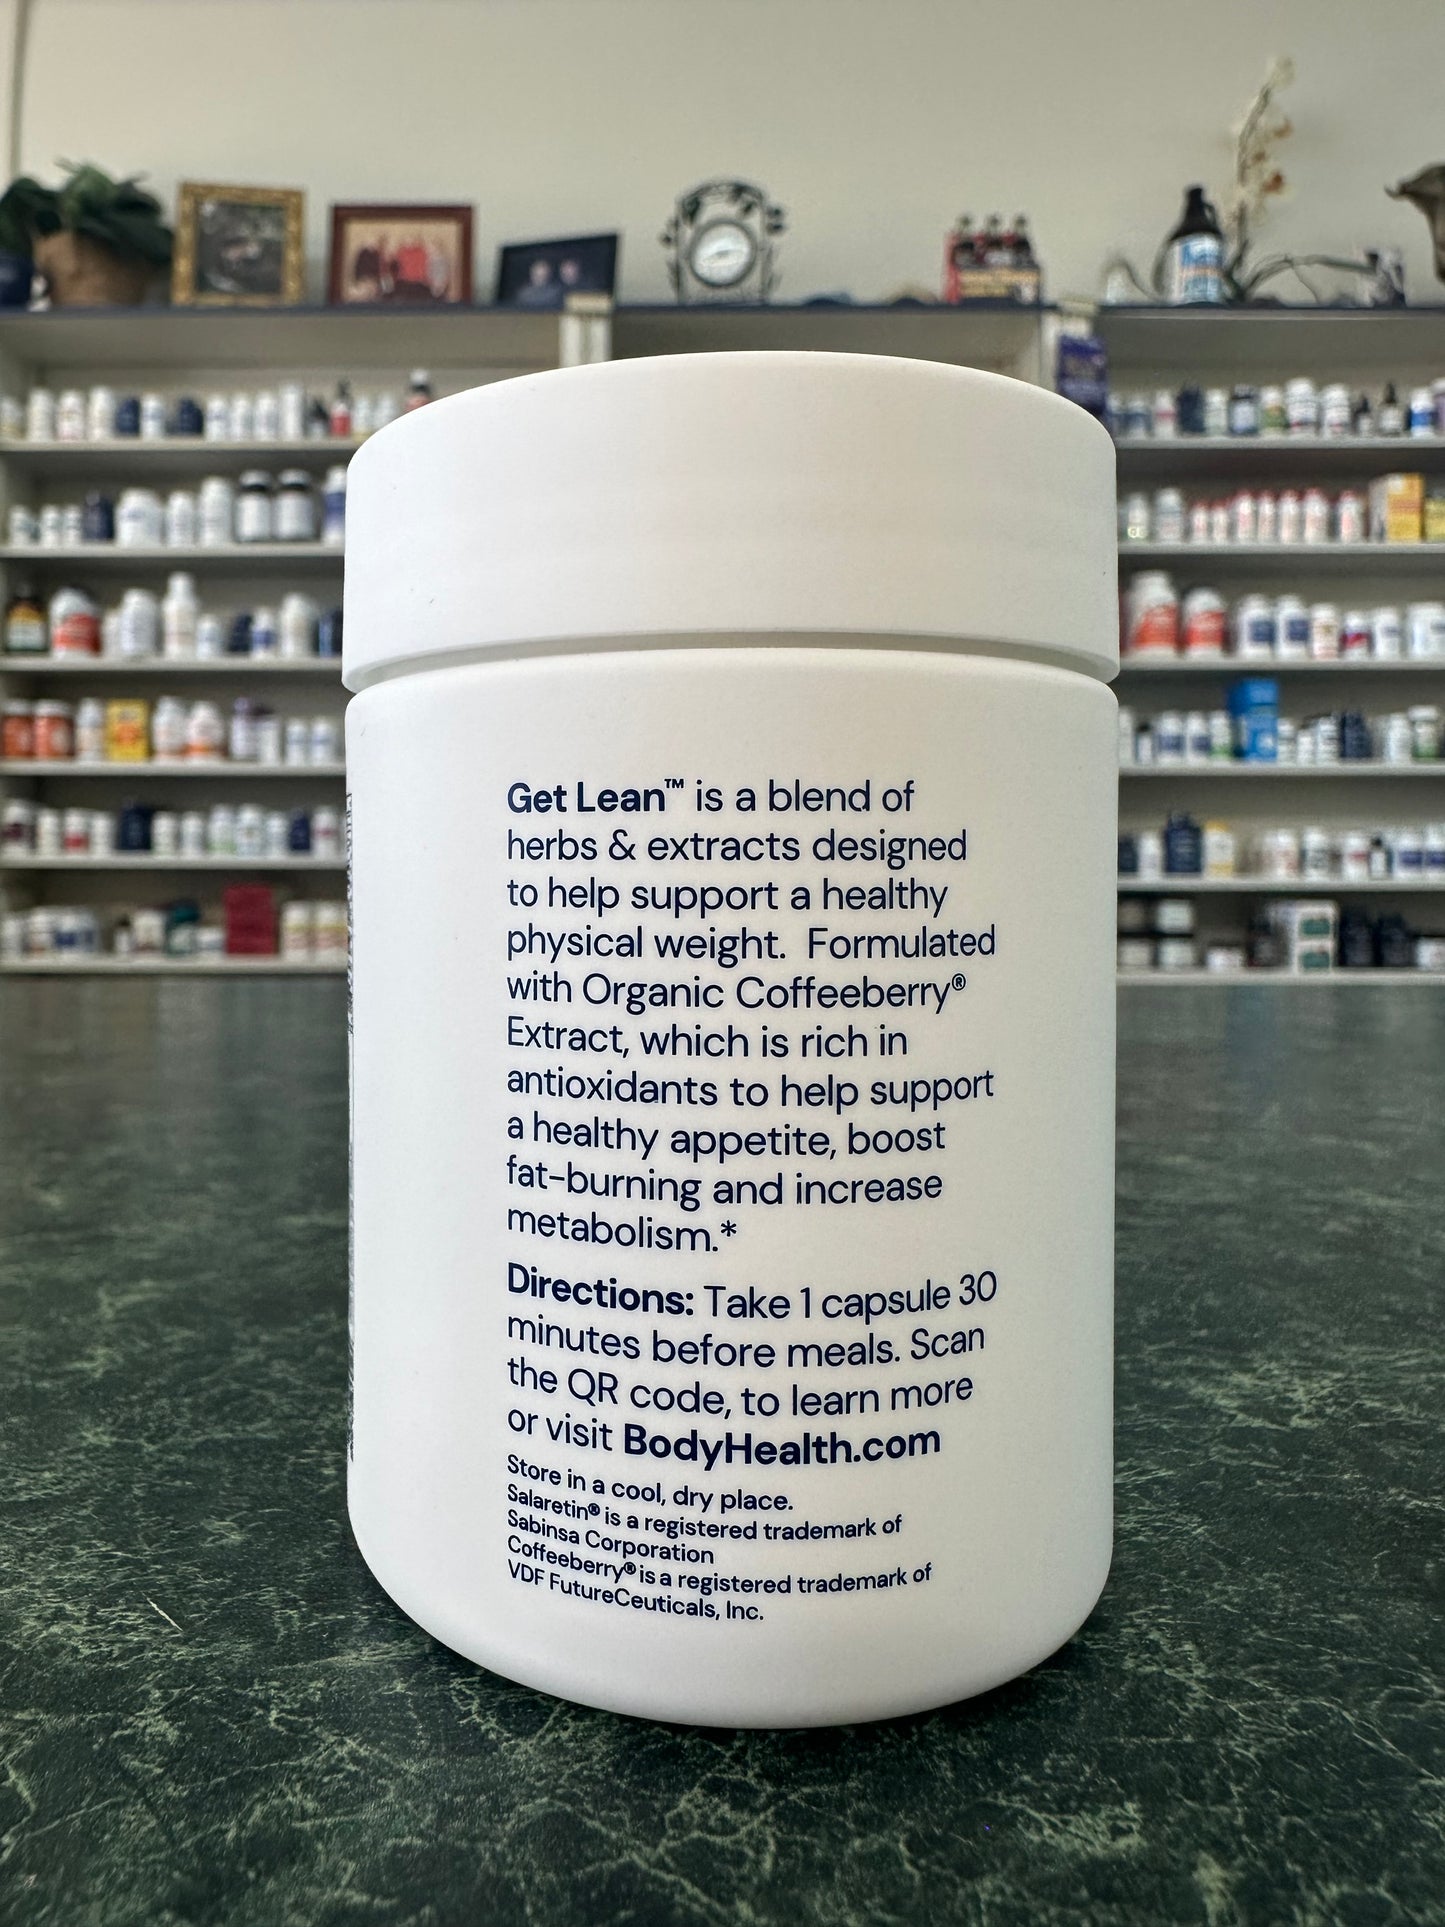 Get Lean™ is a blend of
herbs & extracts designed
to help support a healthy
physical weight.  Formulated
with Organic Coffeeberry®
Extract, which is rich in
antioxidants to help support
a healthy appetite, boost
fat-burning and increase
metabolism.*
Directions: Take 1 capsule 30
minutes before meals. Scan
the QR code, to learn more
or visit BodyHealth.com
Store in a cool, dry place.
Salaretin® is a registered trademark of
Sabinsa Corporation
Coffeeberry® is a registered trademark of
VDF FutureCeuticals, Inc.